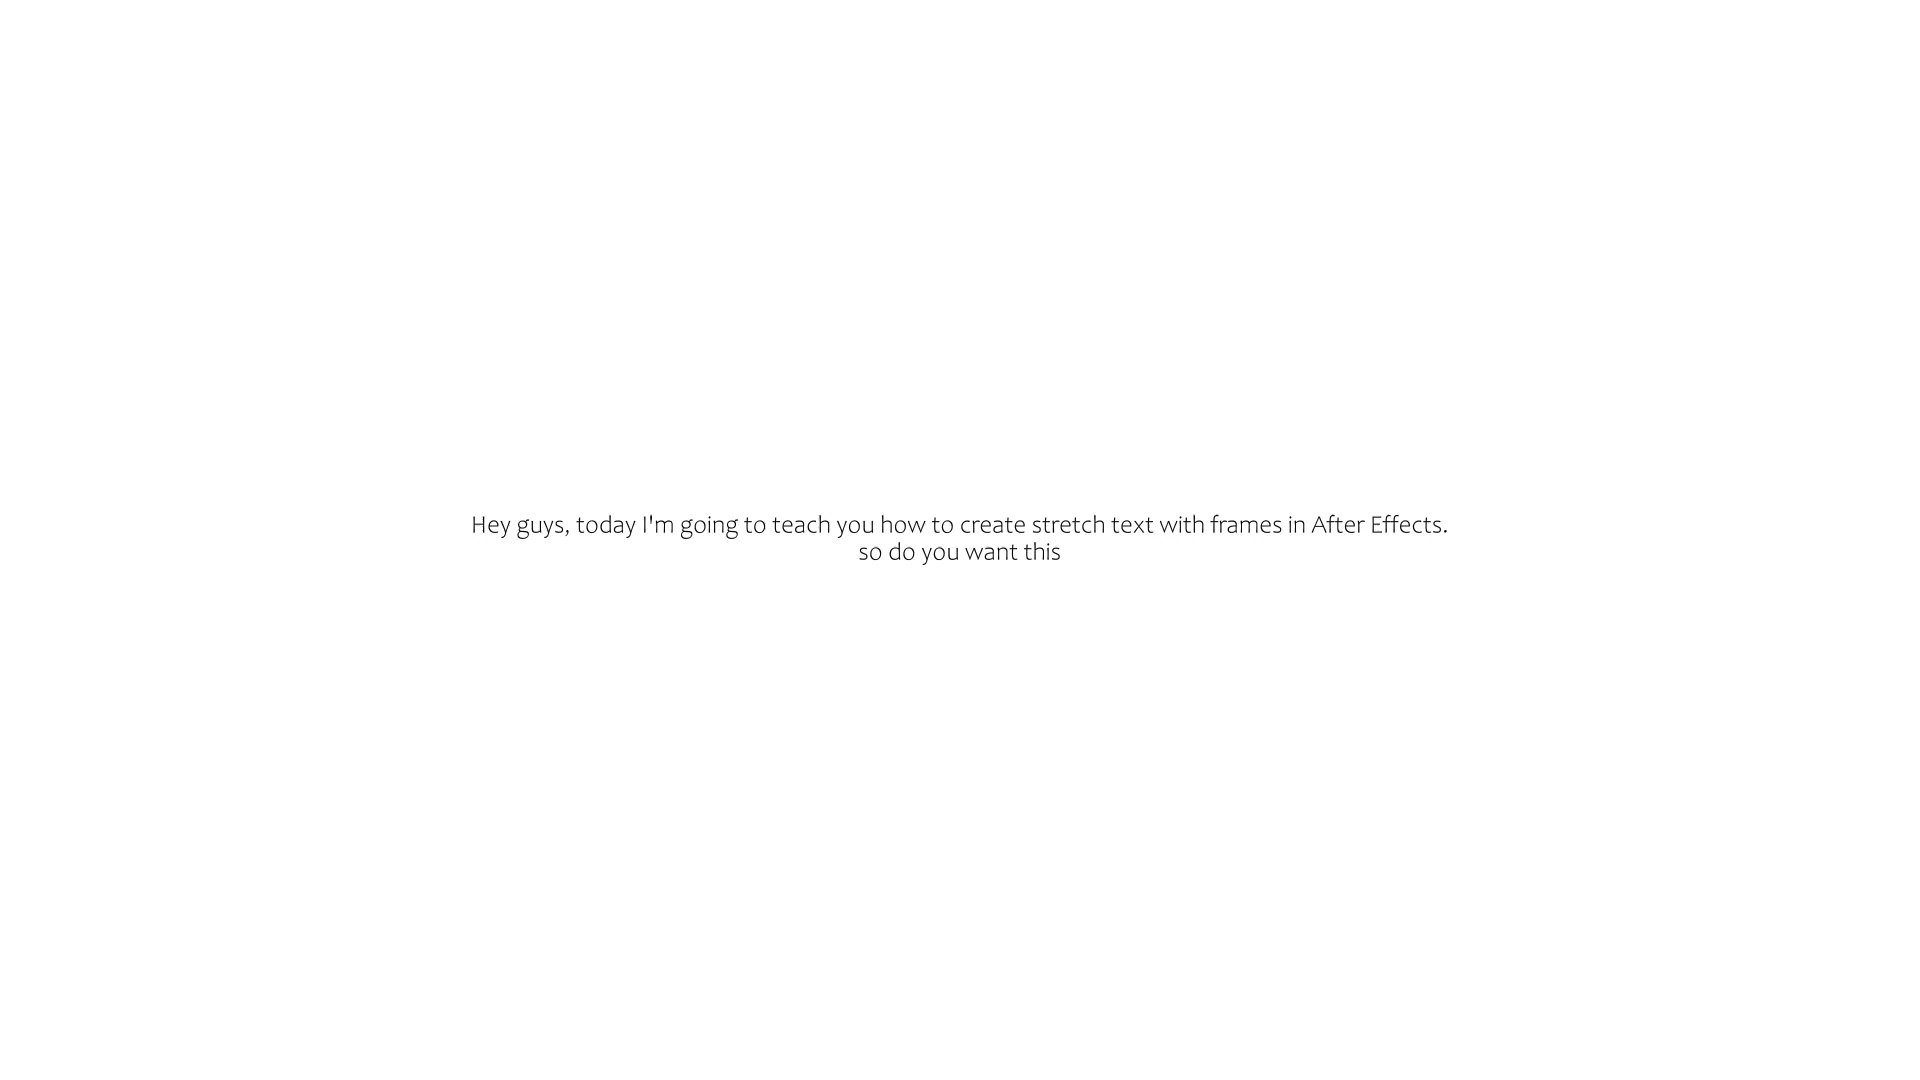 Hey guys, today I'm going to teach you how to create stretch text with frames in After Effects.
so do you want this